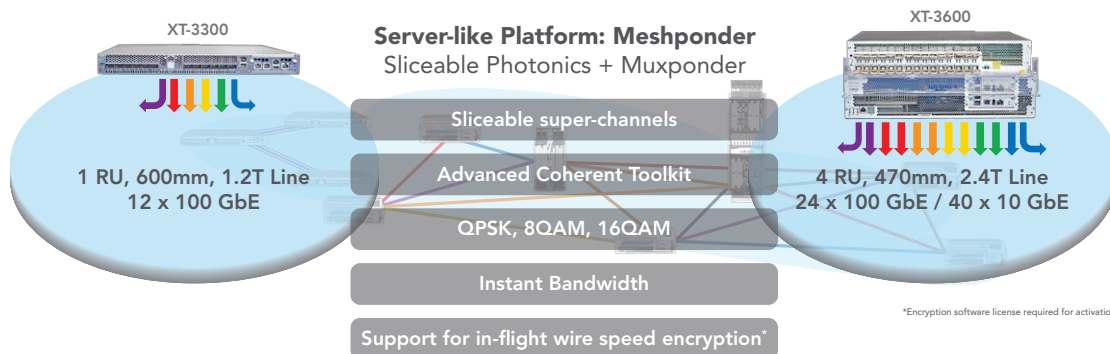 XT-3300
Server-like Platform: Meshponder
Sliceable Photonics + Muxponder
XT-3600
Sliceable super-channels
Advanced Coherent Toolkit
QPSK, 8QAM, 16QAM
Instant Bandwidth
Support for in-flight wire speed encryption*
1 RU, 600mm, 1.2T Line
12 x 100 GbE
4 RU, 470mm, 2.4T Line
24 x 100 GbE / 40 x 10 GbE
*Encryption software license required for activatio